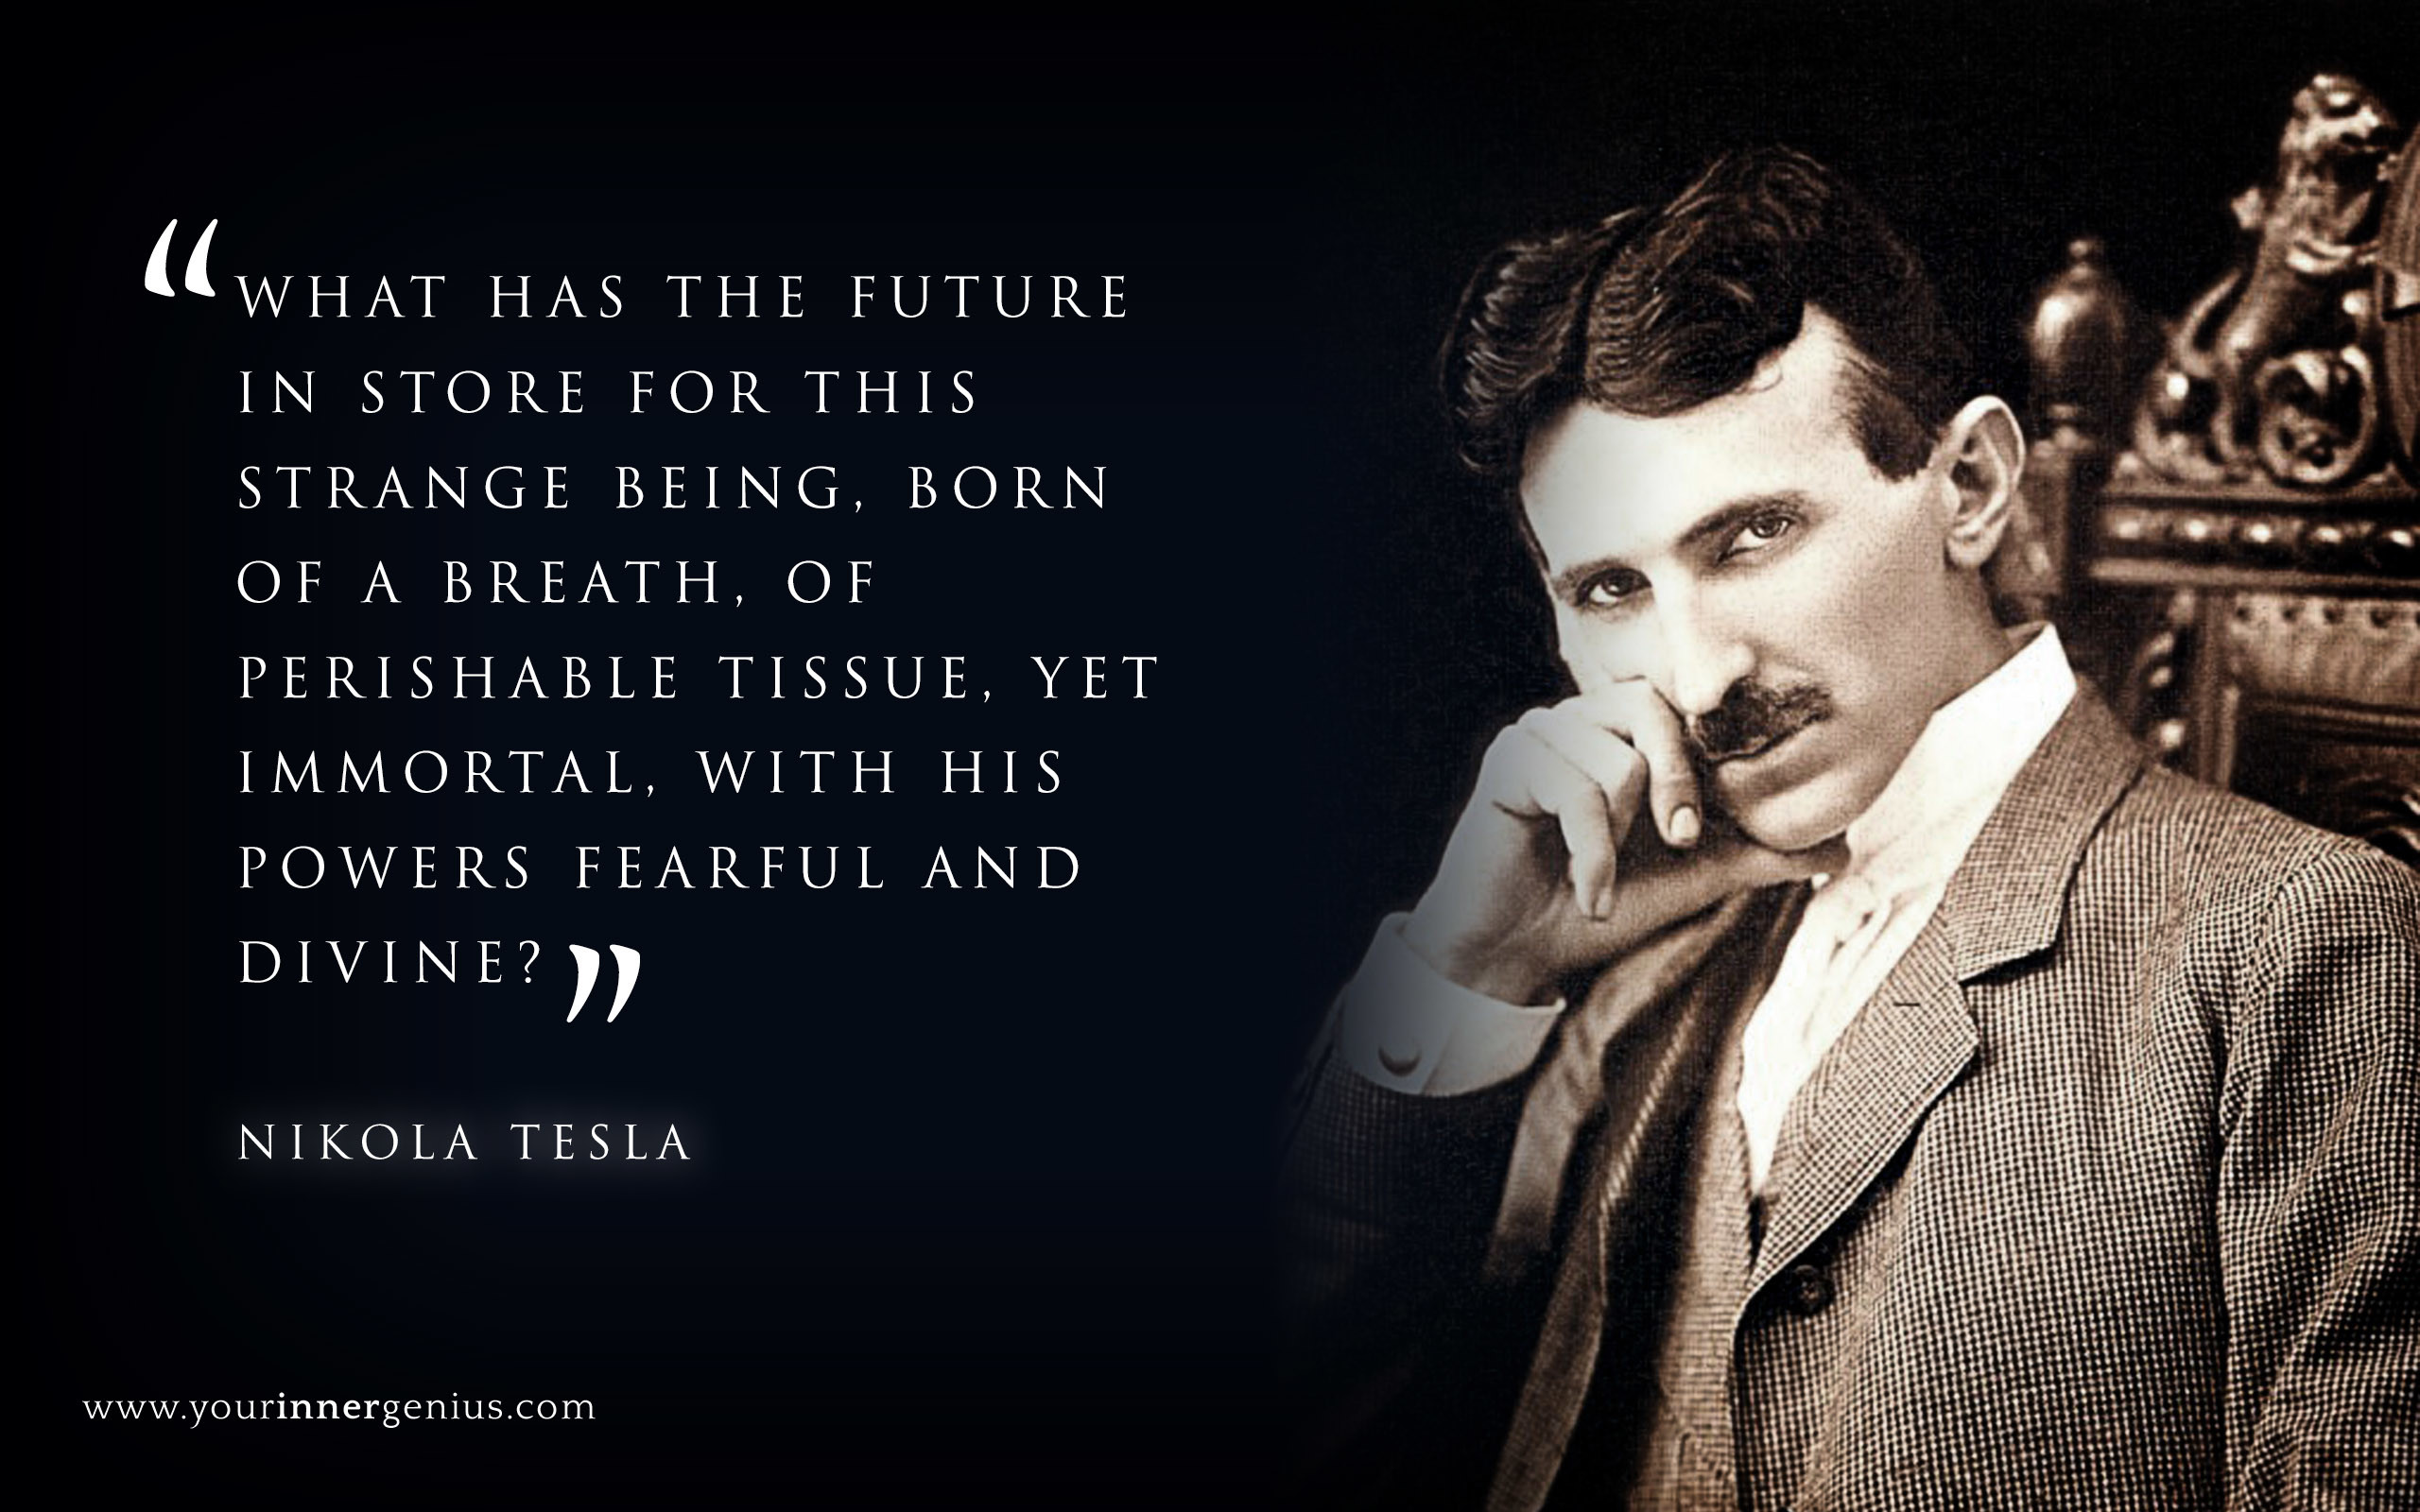 “WHAT HAS THE FUTURE
IN STORE FOR THIS
STRANGE BEING, BORN
OF A BREATH, OF
PERISHABLE TISSUE, YET
IMMORTAL, WITH HIS
POWERS FEARFUL AND
DIVINE?”
NIKOLA TESLA
www.yourinnergenius.com